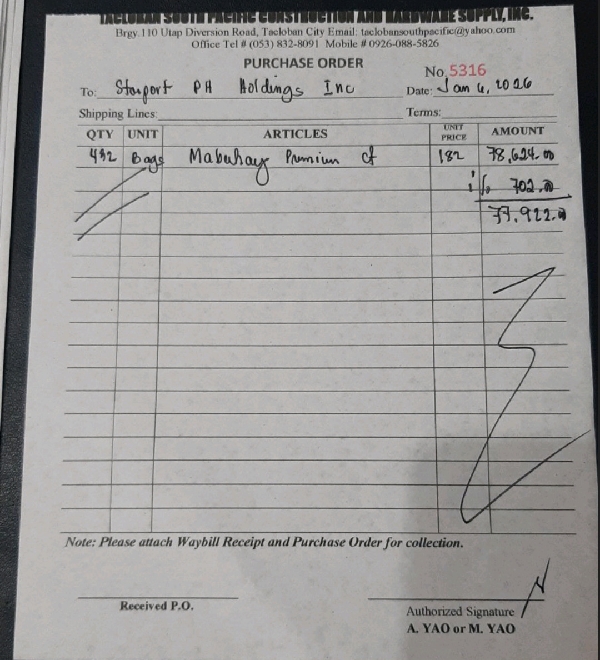 TACLOBAN SOUTH PACIFIC CONSTRUCTION AND HARDWARE SUPPLY, INC.
Brgy. 110 Utap Diversion Road, Tacloban City Email: taclobansouthpacific@yahoo.com
Office Tel # (053) 832-8091 Mobile # 0926-088-5826
PURCHASE ORDER
No. 5316
To: Starport PH Holdings Inc Date: Jan 6, 2026
Shipping Lines: Terms:
QTY UNIT ARTICLES UNIT PRICE AMOUNT
432 Bags Mabuhay Premium ct 182 78,624.00
702.00
77,922.00
Note: Please attach Waybill Receipt and Purchase Order for collection.
Received P.O.
Authorized Signature
A. YAO or M. YAO